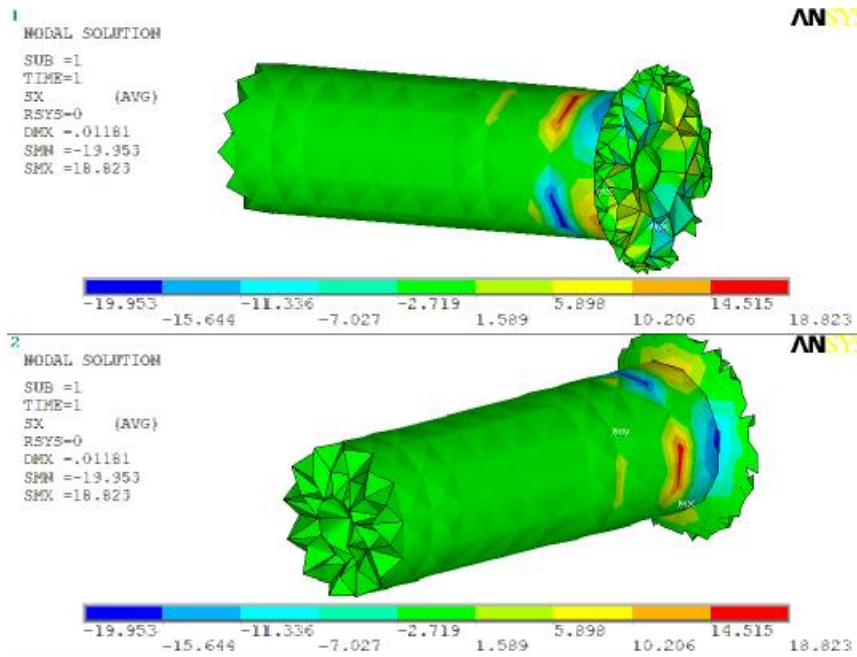 1
NODAL SOLUTION
ANSY
SUB =1
TIME=1
SX (AVG)
RSYS=0
DMX =.01181
SMN =-19.953
SMX =18.823
MX
-19.953 -11.336 -2.719 5.898 14.515
-15.644 -7.027 1.589 10.206 18.823
2
NODAL SOLUTION
ANSY
SUB =1
TIME=1
SX (AVG)
RSYS=0
DMX =.01181
SMN =-19.953
SMX =18.823
MN
MX
-19.953 -11.336 -2.719 5.898 14.515
-15.644 -7.027 1.589 10.206 18.823